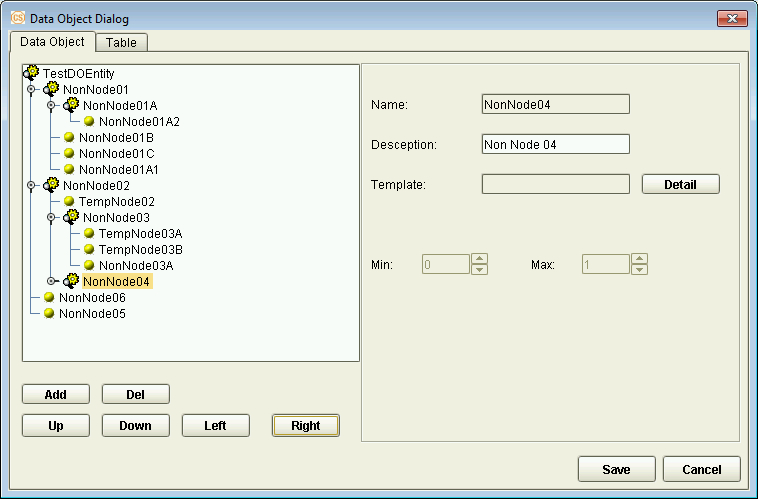 Data Object Dialog
Data Object
Table
TestDOEntity
NonNode01
NonNode01A
NonNode01A2
NonNode01B
NonNode01C
NonNode01A1
NonNode02
TempNode02
NonNode03
TempNode03A
TempNode03B
NonNode03A
NonNode04
NonNode06
NonNode05
Name: NonNode04
Desception: Non Node 04
Template: Detail
Min: 0 Max: 1
Add Del
Up Down Left Right
Save Cancel